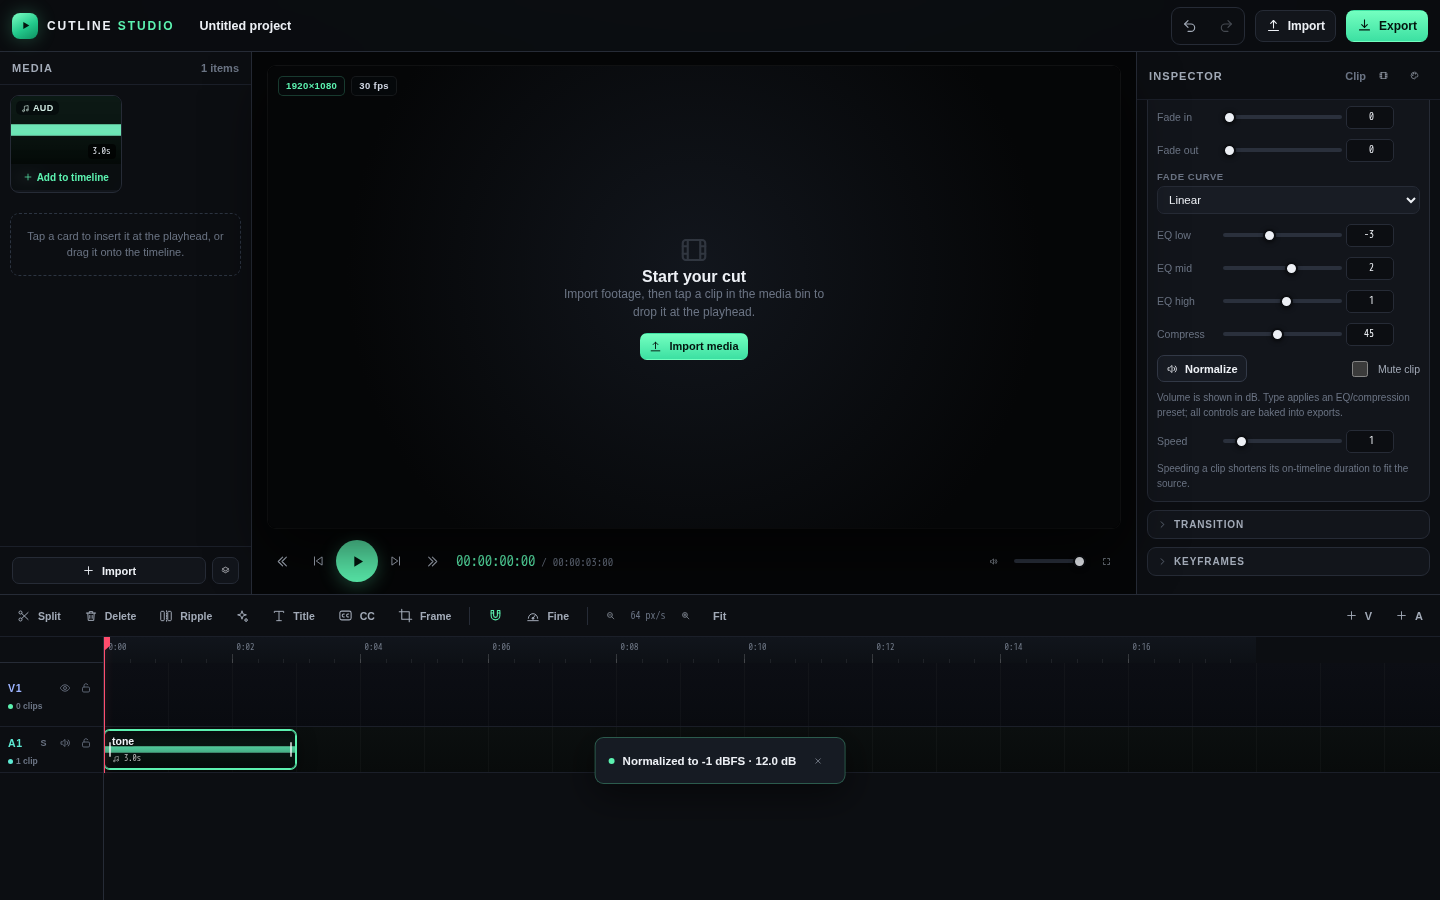 CUTLINE STUDIO
Untitled project
Import
Export
MEDIA
1 items
AUD
3.0s
Add to timeline
Tap a card to insert it at the playhead, or
drag it onto the timeline.
Import
1920×1080
30 fps
Start your cut
Import footage, then tap a clip in the media bin to
drop it at the playhead.
Import media
00:00:00:00 / 00:00:03:00
INSPECTOR
Clip
Fade in
0
Fade out
0
FADE CURVE
Linear
EQ low
-3
EQ mid
2
EQ high
1
Compress
45
Normalize
Mute clip
Volume is shown in dB. Type applies an EQ/compression
preset; all controls are baked into exports.
Speed
1
Speeding a clip shortens its on-timeline duration to fit the
source.
TRANSITION
KEYFRAMES
Split
Delete
Ripple
Title
CC
Frame
Fine
64 px/s
Fit
V
A
0:00
0:02
0:04
0:06
0:08
0:10
0:12
0:14
0:16
V1
0 clips
A1
S
1 clip
tone
3.0s
Normalized to -1 dBFS · 12.0 dB